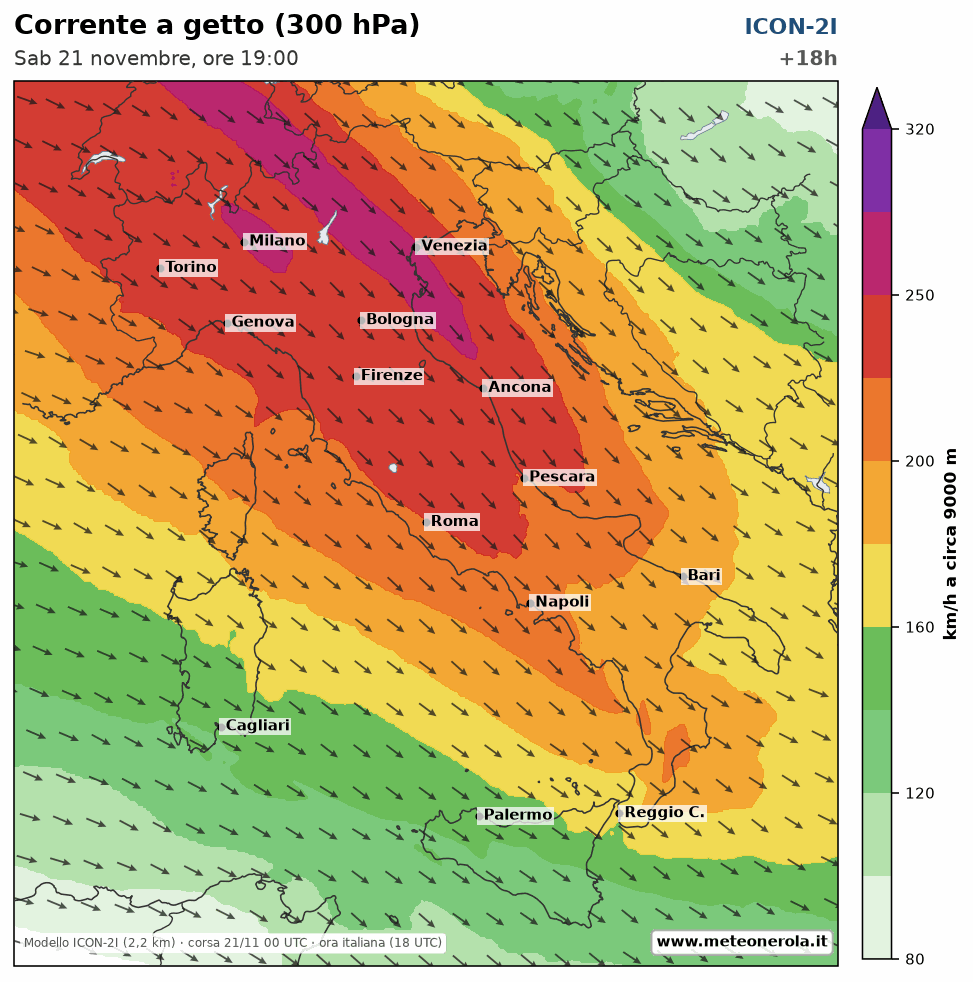 Corrente a getto (300 hPa)
ICON-2I
Sab 21 novembre, ore 19:00
+18h
320
Milano
Venezia
Torino
250
Genova
Bologna
Firenze
Ancona
200
Pescara
Roma
km/h a circa 9000 m
Bari
Napoli
160
Cagliari
120
Palermo
Reggio C.
Modello ICON-2I (2,2 km) · corsa 21/11 00 UTC · ora italiana (18 UTC)
www.meteonerola.it
80